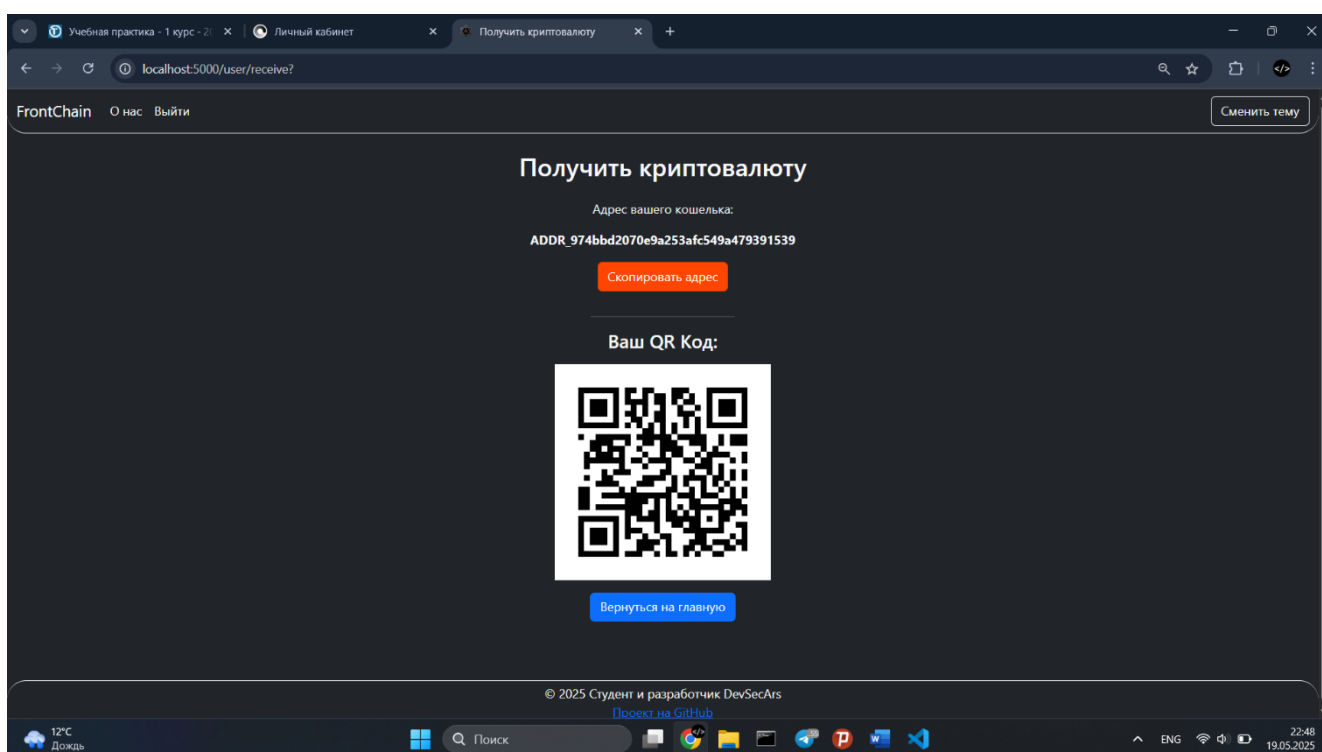 Учебная практика - 1 курс - 2
Личный кабинет
Получить криптовалюту
localhost:5000/user/receive?
FrontChain О нас Выйти
Сменить тему
Получить криптовалюту
Адрес вашего кошелька:
ADDR_974bbd2070e9a253afc549a479391539
Скопировать адрес
Ваш QR Код:
Вернуться на главную
© 2025 Студент и разработчик DevSecArs
Проект на GitHub
12°C
Дождь
Поиск
ENG
22:48
19.05.2025